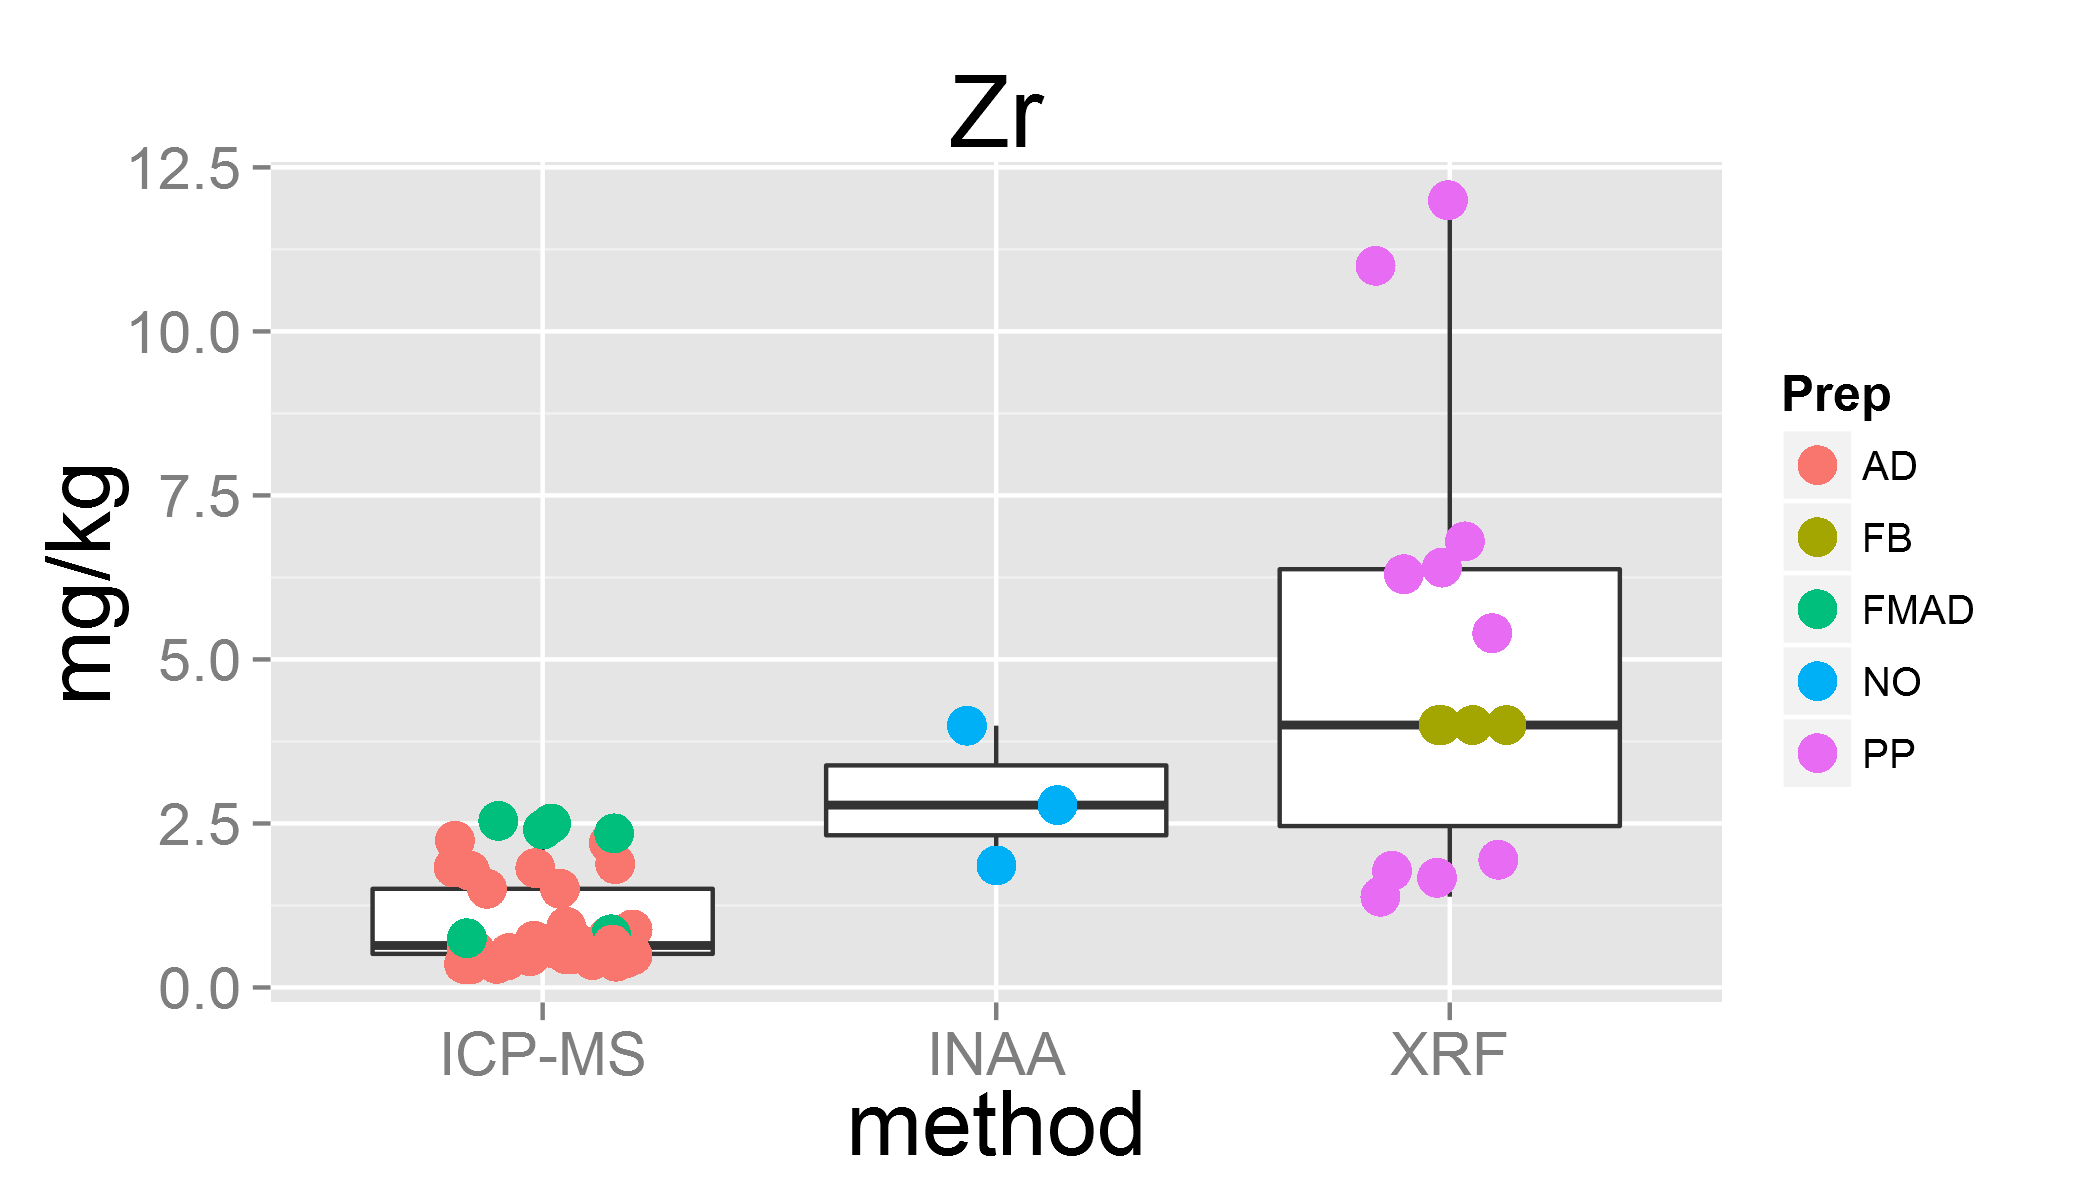 Zr
mg/kg
12.5
10.0
7.5
5.0
2.5
0.0
ICP-MS
INAA
XRF
method
Prep
AD
FB
FMAD
NO
PP